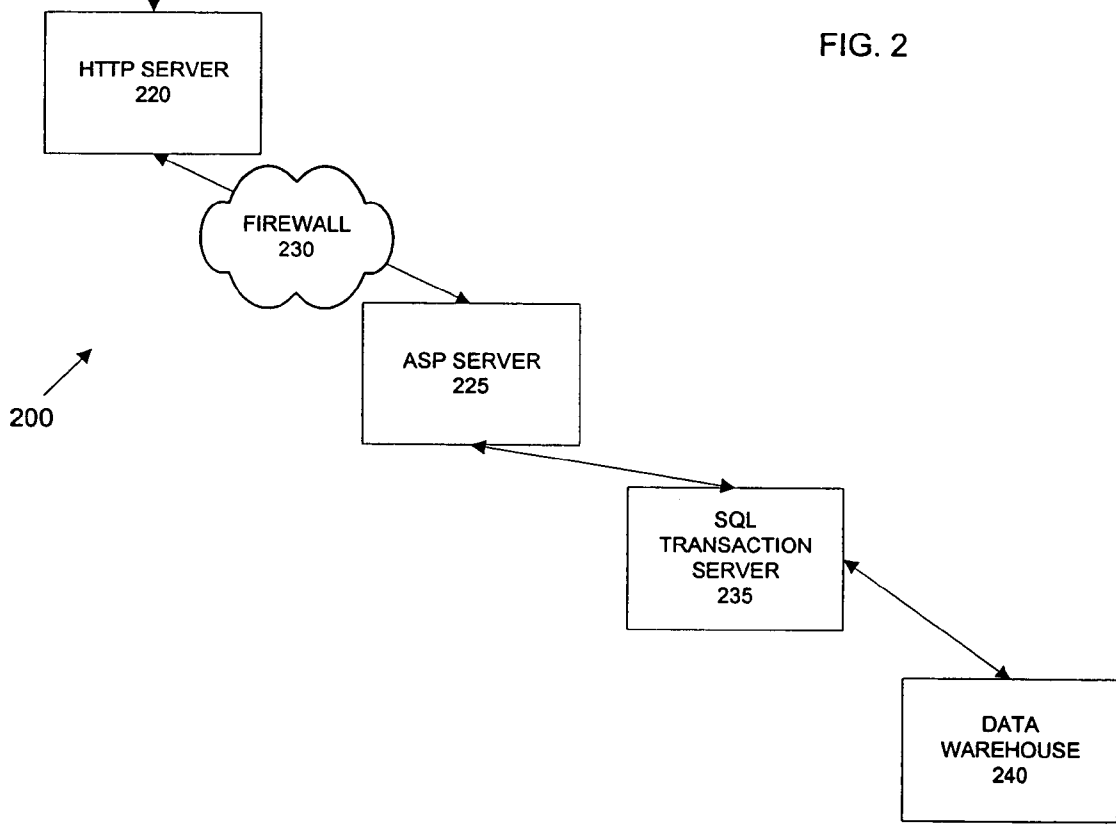 FIG. 2
HTTP SERVER
220
FIREWALL
230
ASP SERVER
225
200
SQL
TRANSACTION
SERVER
235
DATA
WAREHOUSE
240